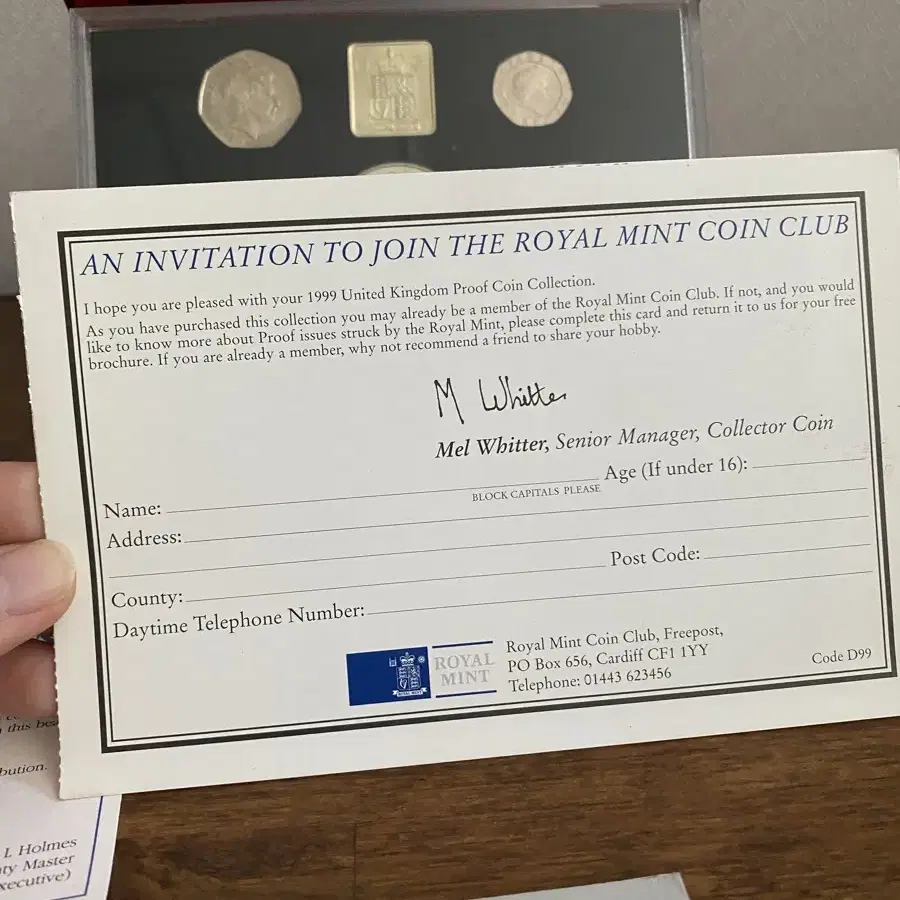 AN INVITATION TO JOIN THE ROYAL MINT COIN CLUB
I hope you are pleased with your 1999 United Kingdom Proof Coin Collection.
As you have purchased this collection you may already be a member of the Royal Mint Coin Club. If not, and you would
like to know more about Proof issues struck by the Royal Mint, please complete this card and return it to us for your free
brochure. If you are already a member, why not recommend a friend to share your hobby.
M Whitter
Mel Whitter, Senior Manager, Collector Coin
Name:
BLOCK CAPITALS PLEASE
Age (If under 16):
Address:
Post Code:
County:
Daytime Telephone Number:
ROYAL
MINT
Royal Mint Coin Club, Freepost,
PO Box 656, Cardiff CF1 1YY
Telephone: 01443 623456
Code D99
this
bution.
L Holmes
ty Master
xecutive)